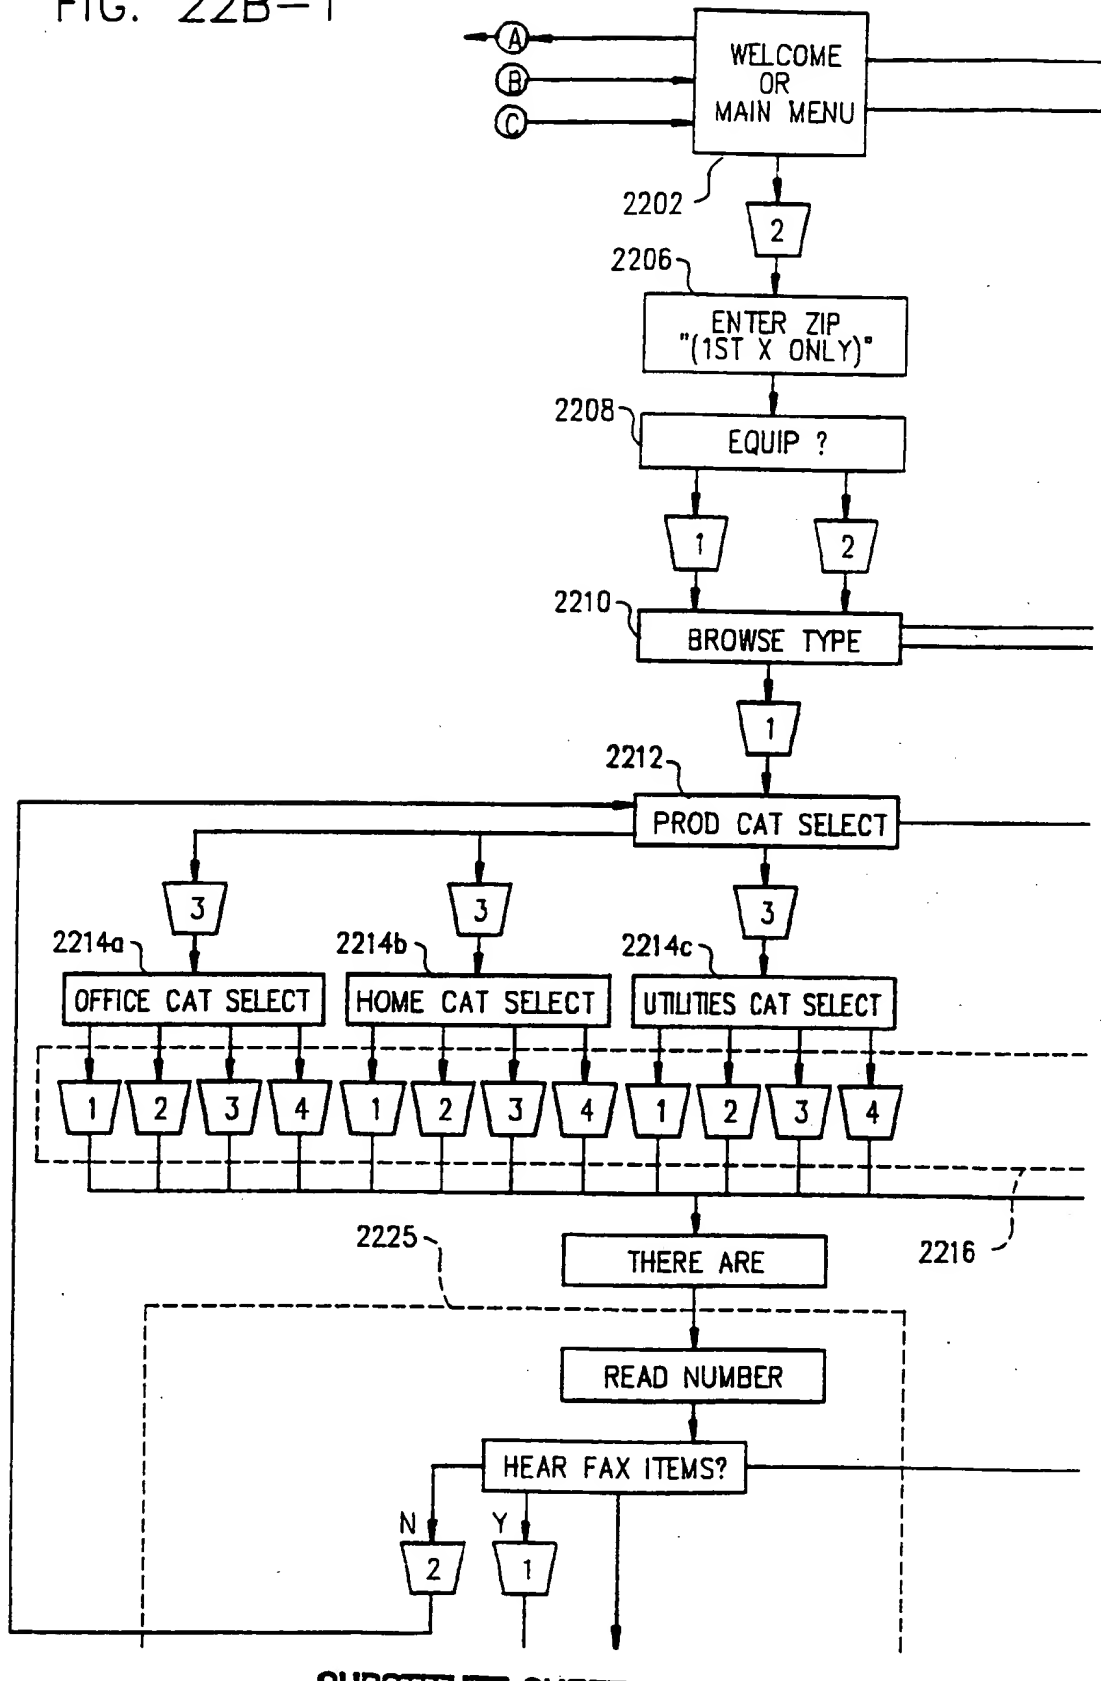 FIG. 22B-1
A
B
C
WELCOME
OR
MAIN MENU
2202
2
2206
ENTER ZIP
"(1ST X ONLY)"
2208
EQUIP ?
1 2
2210
BROWSE TYPE
1
2212
PROD CAT SELECT
3 3 3
2214a 2214b 2214c
OFFICE CAT SELECT HOME CAT SELECT UTILITIES CAT SELECT
1 2 3 4 1 2 3 4 1 2 3 4
2216
2225
THERE ARE
READ NUMBER
HEAR FAX ITEMS?
N Y
2 1